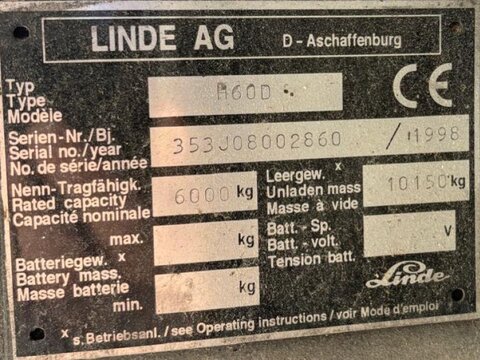 LINDE AG D - Aschaffenburg
CE
Typ
Type H60D
Modèle
Serien-Nr./Bj.
Serial no./year 353J08002860 / 1998
No. de série/année
Nenn-Tragfähigk.
Rated capacity 6000 kg
Capacité nominale
Leergew. x
Unladen mass 10150 kg
Masse à vide
max. kg
Batteriegew. x
Battery mass.
Masse batterie
min. kg
Batt.- Sp.
Batt.- volt. V
Tension batt.
Linde
x s.Betriebsanl. / see Operating instructions / voir Mode d'emploi